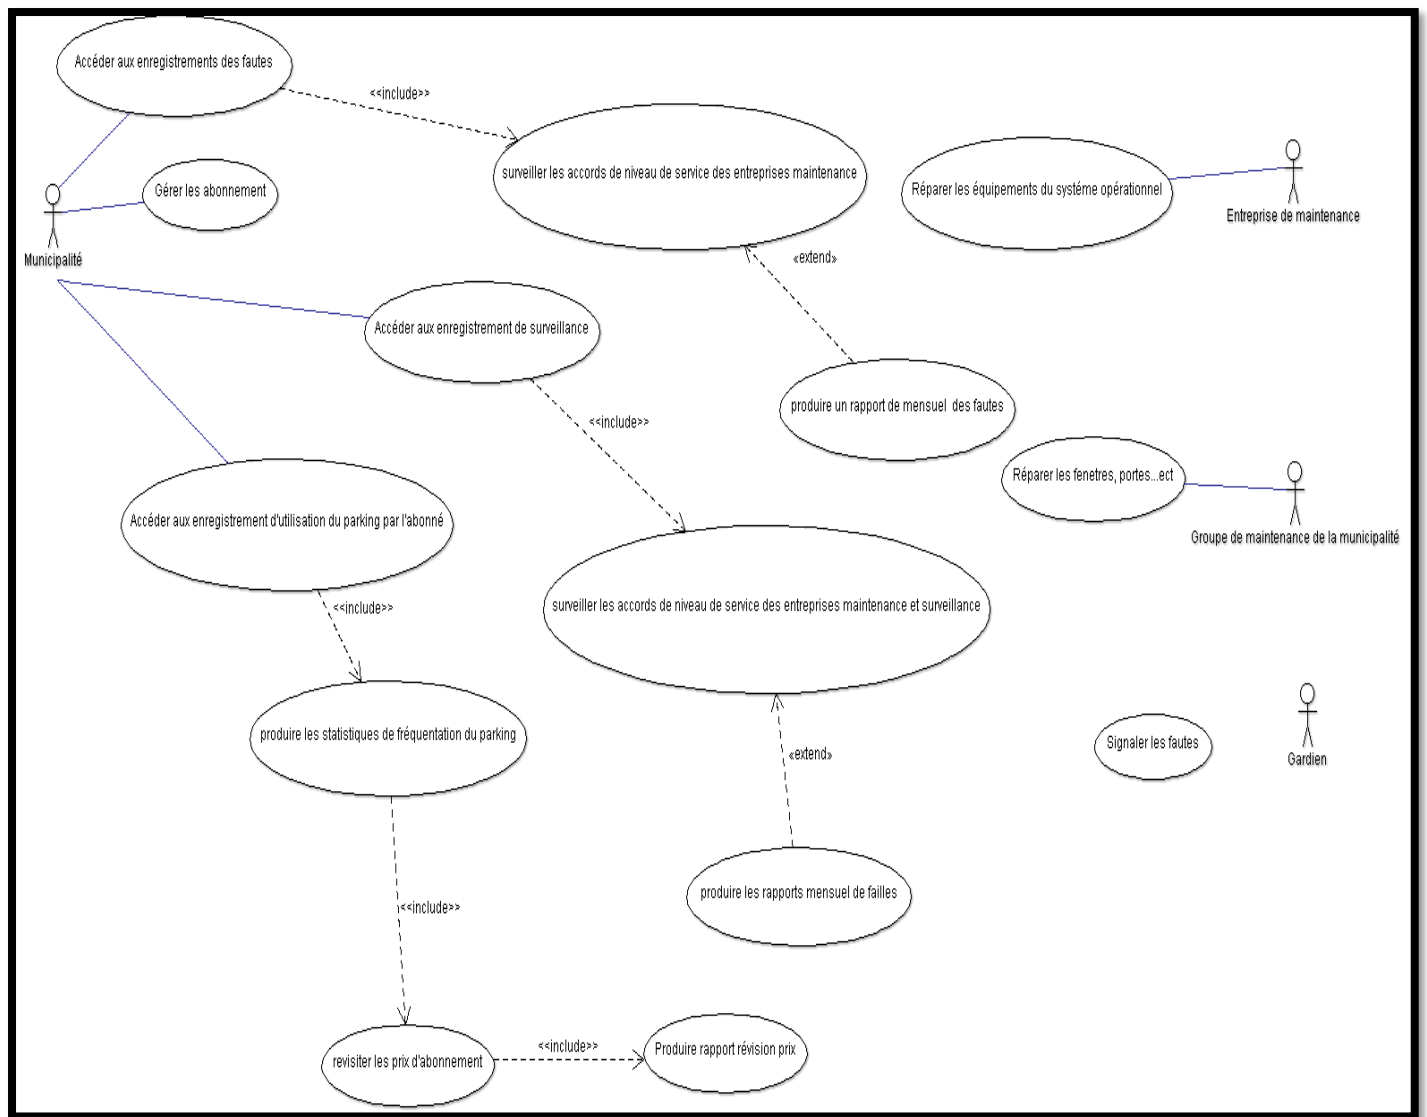 Accéder aux enregistrements des fautes
<<include>>
surveiller les accords de niveau de service des entreprises maintenance
Réparer les équipements du systéme opérationnel
Entreprise de maintenance
Gérer les abonnement
Municipalité
«extend»
Accéder aux enregistrement de surveillance
<<include>>
produire un rapport de mensuel des fautes
Réparer les fenetres, portes...ect
Groupe de maintenance de la municipalité
Accéder aux enregistrement d'utilisation du parking par l'abonné
<<include>>
surveiller les accords de niveau de service des entreprises maintenance et surveillance
produire les statistiques de fréquentation du parking
«extend»
Signaler les fautes
Gardien
produire les rapports mensuel de failles
<<include>>
revisiter les prix d'abonnement
<<include>>
Produire rapport révision prix